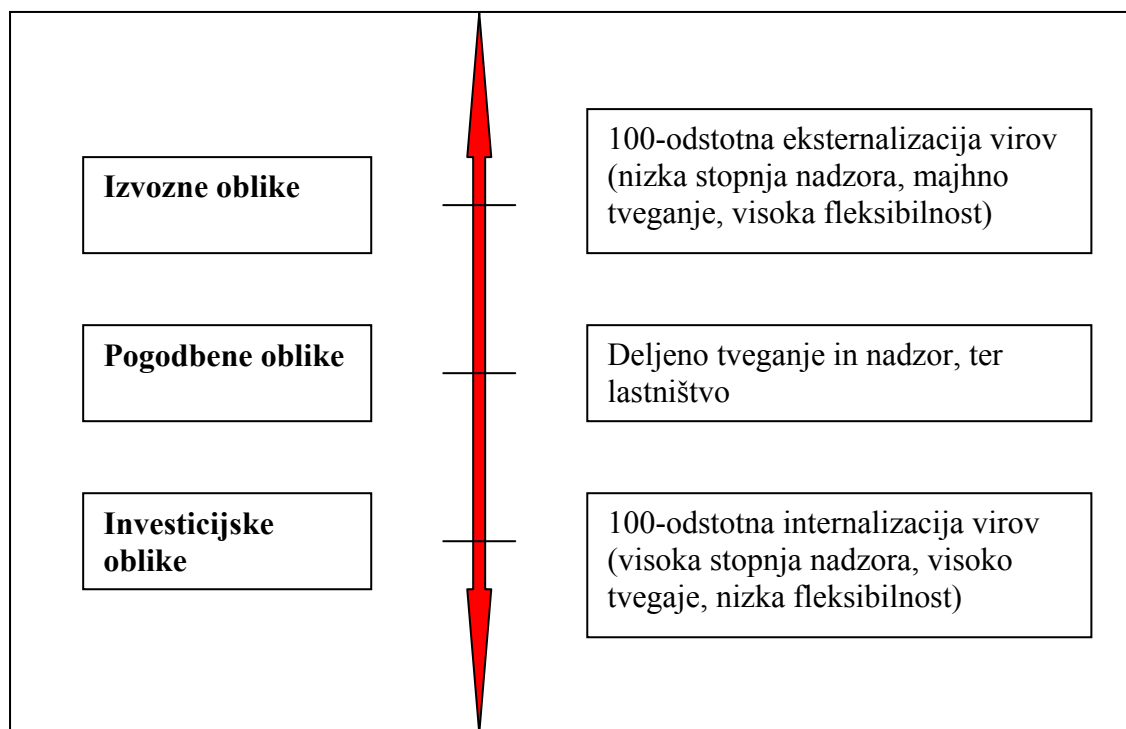 Izvozne oblike
100-odstotna eksternalizacija virov
(nizka stopnja nadzora, majhno
tveganje, visoka fleksibilnost)
Pogodbene oblike
Deljeno tveganje in nadzor, ter
lastništvo
Investicijske
oblike
100-odstotna internalizacija virov
(visoka stopnja nadzora, visoko
tvegaje, nizka fleksibilnost)